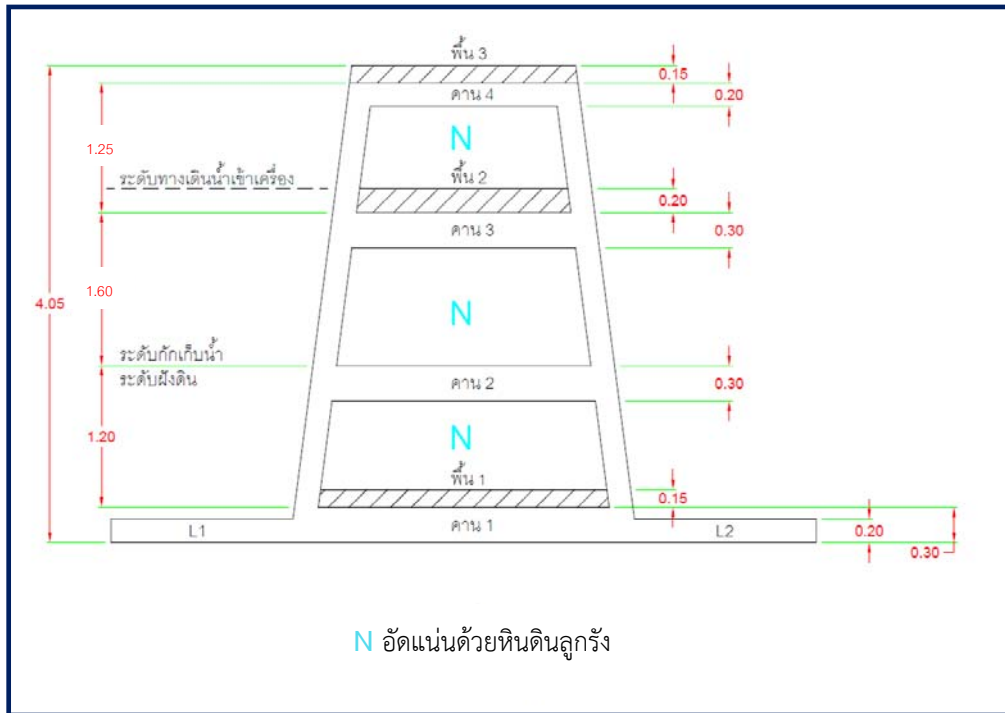 พื้น 3
0.15
คาน 4
0.20
N
1.25
ระดับทางเดินน้ำเข้าเครื่อง
พื้น 2
0.20
คาน 3
0.30
4.05
1.60
N
ระดับกักเก็บน้ำ
ระดับฝังดิน
คาน 2
0.30
1.20
N
พื้น 1
0.15
L1
คาน 1
L2
0.20
0.30
N อัดแน่นด้วยหินดินลูกรัง